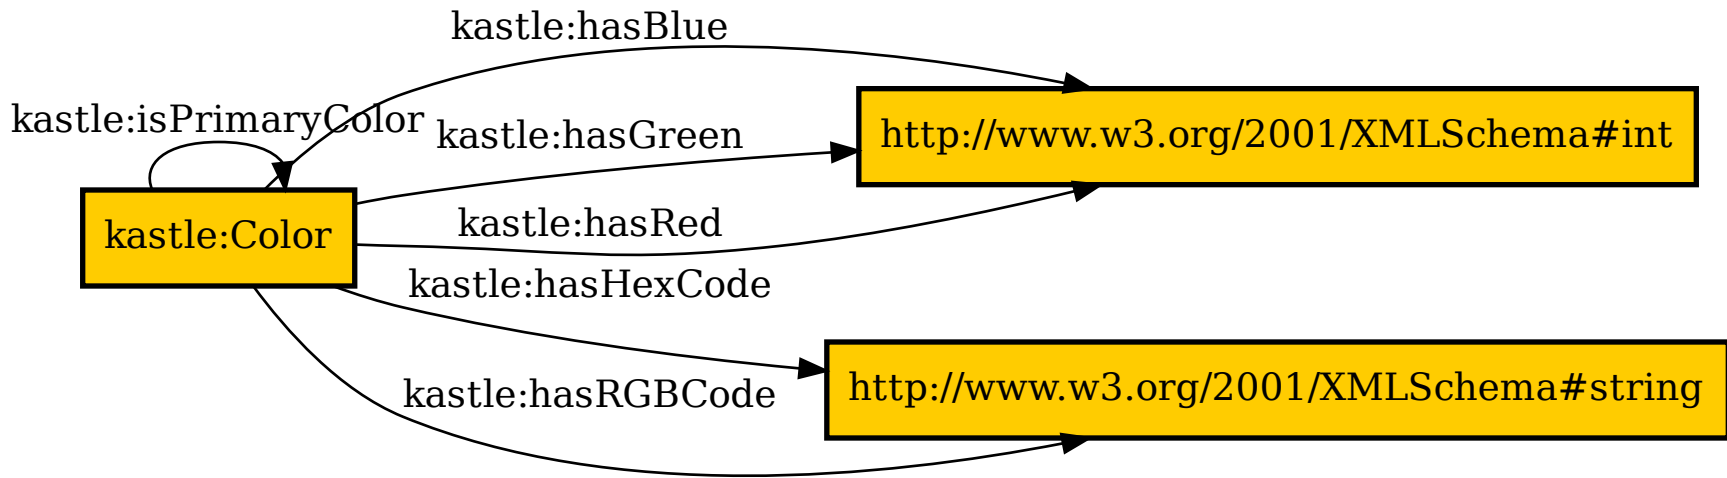 kastle:hasBlue
kastle:isPrimaryColor
kastle:hasGreen
http://www.w3.org/2001/XMLSchema#int
kastle:Color
kastle:hasRed
kastle:hasHexCode
kastle:hasRGBCode
http://www.w3.org/2001/XMLSchema#string